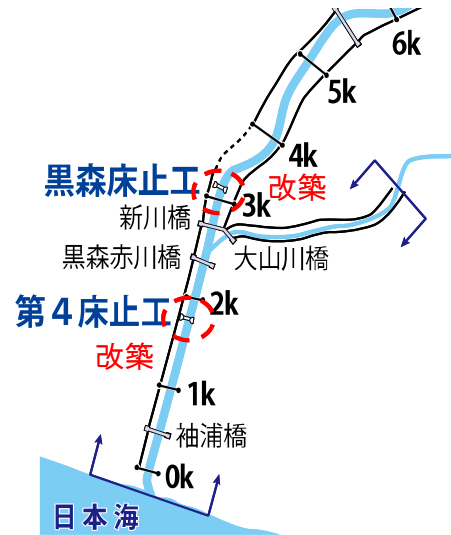 6k
5k
4k
黒森床止工
改築
3k
新川橋
黒森赤川橋
大山川橋
2k
第４床止工
改築
1k
袖浦橋
0k
日本海